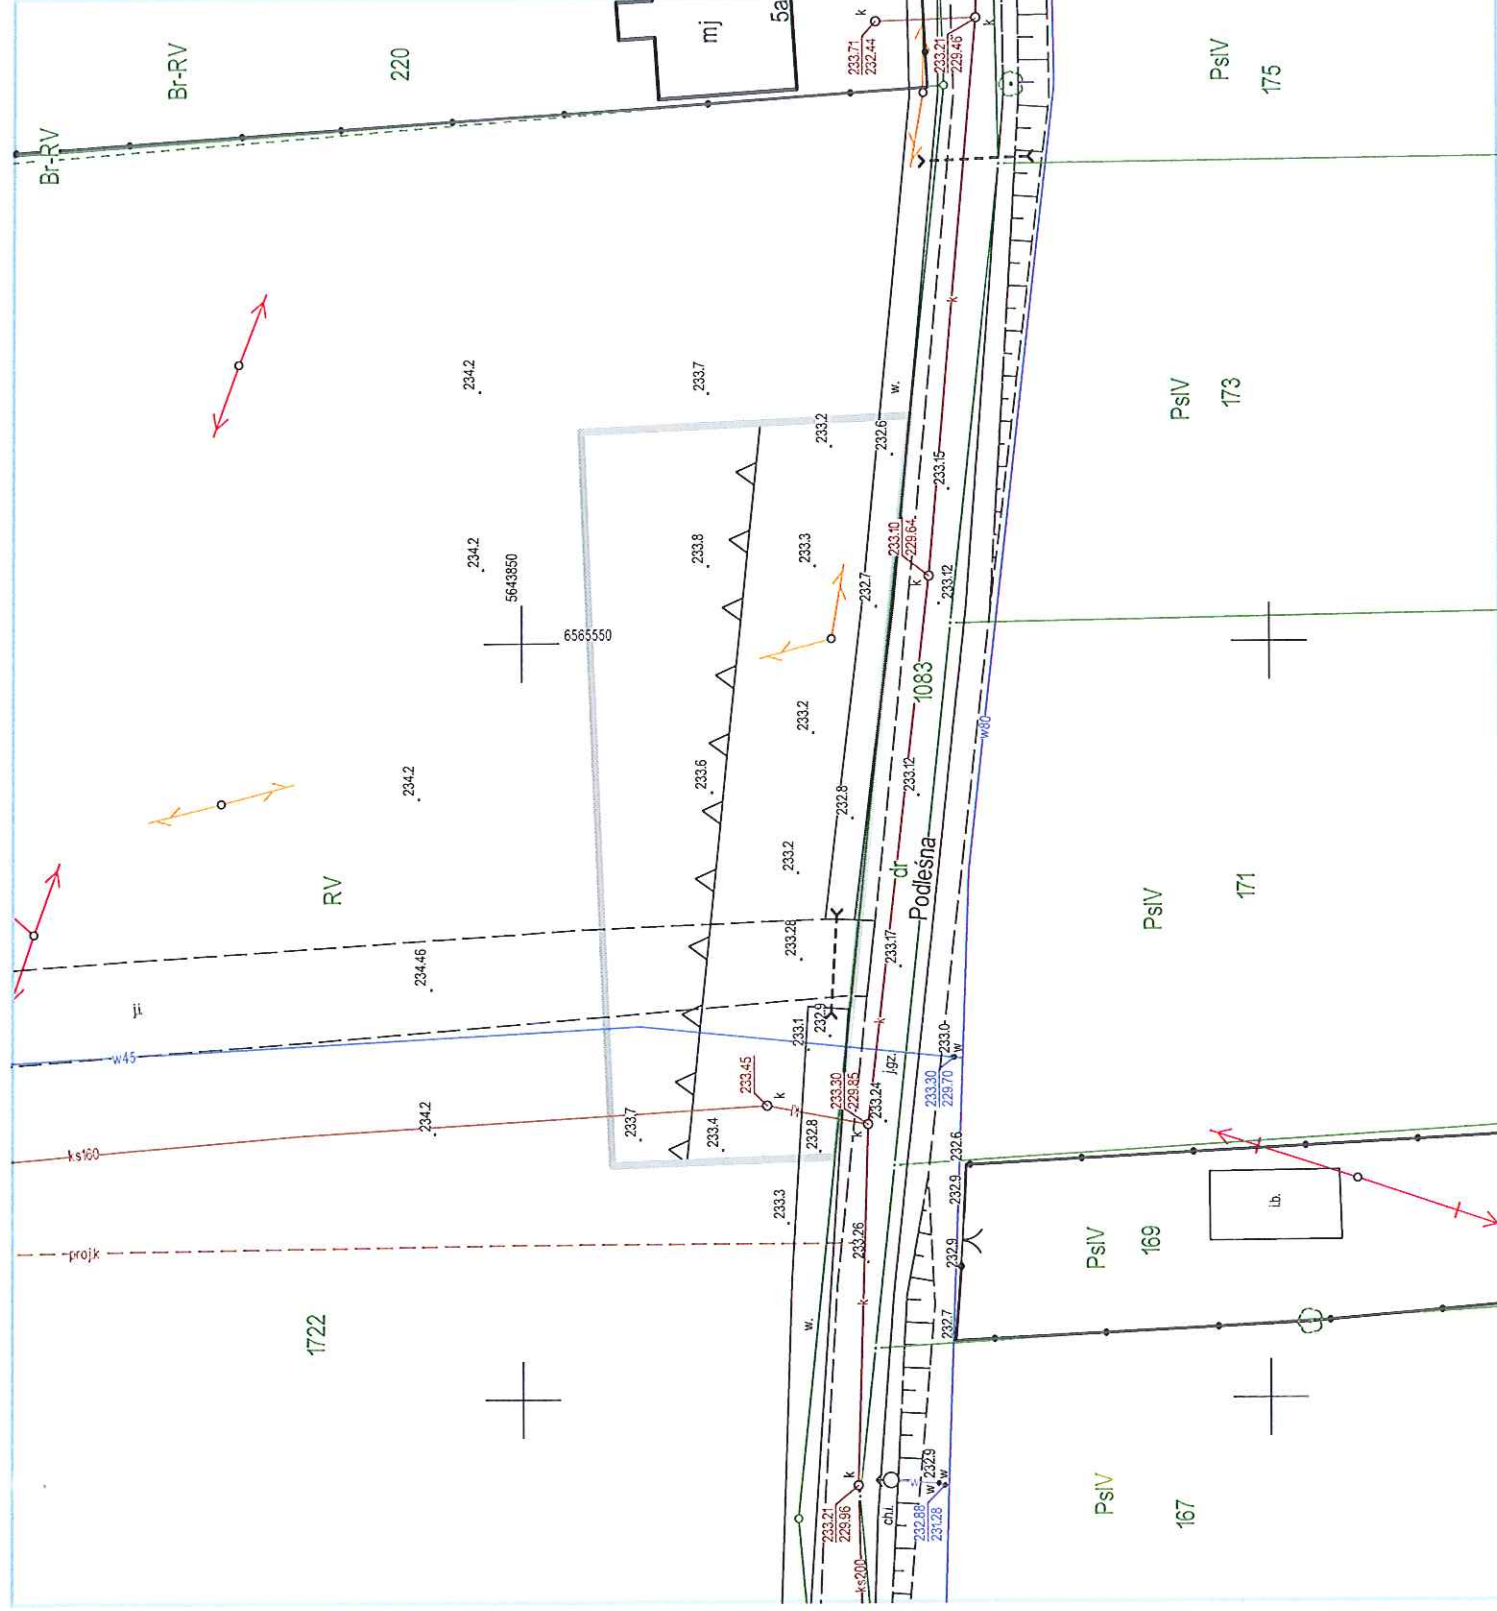 Br-RV
Br-RV
220
mj
5a
k
233.71
232.44
233.21
229.46
k
PsIV
175
234.2
233.7
w.
k
233.2
232.6
233.15
PsIV
173
234.2
5643850
6565550
233.8
233.3
232.7
233.10
229.64
k
233.12
1083
234.2
233.6
233.2
232.8
233.12
w80
RV
233.2
dr
Podleśna
PsIV
171
ji
234.46
233.28
233.17
w45
233.1
232.9
k
j.gz.
233.0
w
233.45
k
233.30
229.85
233.24
k
233.30
229.70
ks160
234.2
233.7
233.4
232.8
232.6
proj.k
233.3
233.26
232.9
232.9
232.7
i.b.
PsIV
169
1722
w.
k
k
233.21
229.96
ks200
ch.i.
w
232.9
w
w
232.88
231.28
PsIV
167